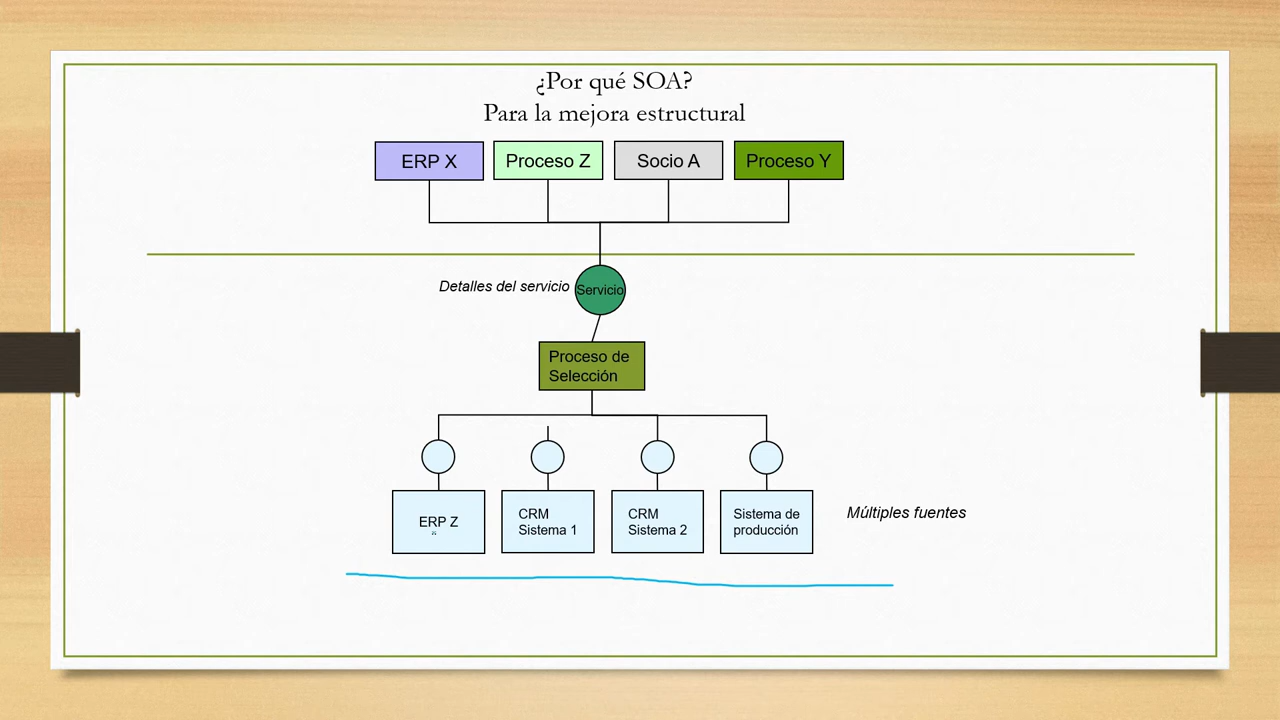 ¿Por qué SOA?
Para la mejora estructural
ERP X
Proceso Z
Socio A
Proceso Y
Detalles del servicio
Servicio
Proceso de
Selección
ERP Z
CRM
Sistema 1
CRM
Sistema 2
Sistema de
producción
Múltiples fuentes